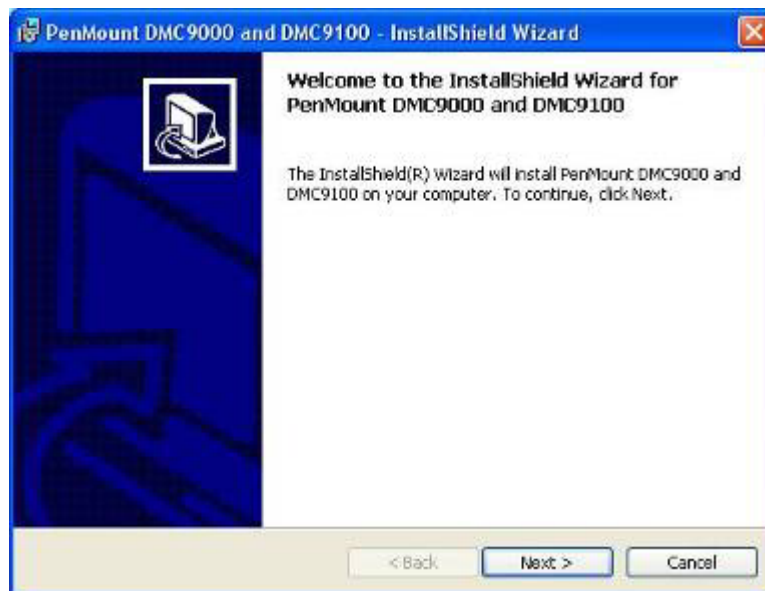 PenMount DMC9000 and DMC9100 - InstallShield Wizard
Welcome to the InstallShield Wizard for
PenMount DMC9000 and DMC9100
The InstallShield(R) Wizard will install PenMount DMC9000 and
DMC9100 on your computer. To continue, click Next.
< Back
Next >
Cancel